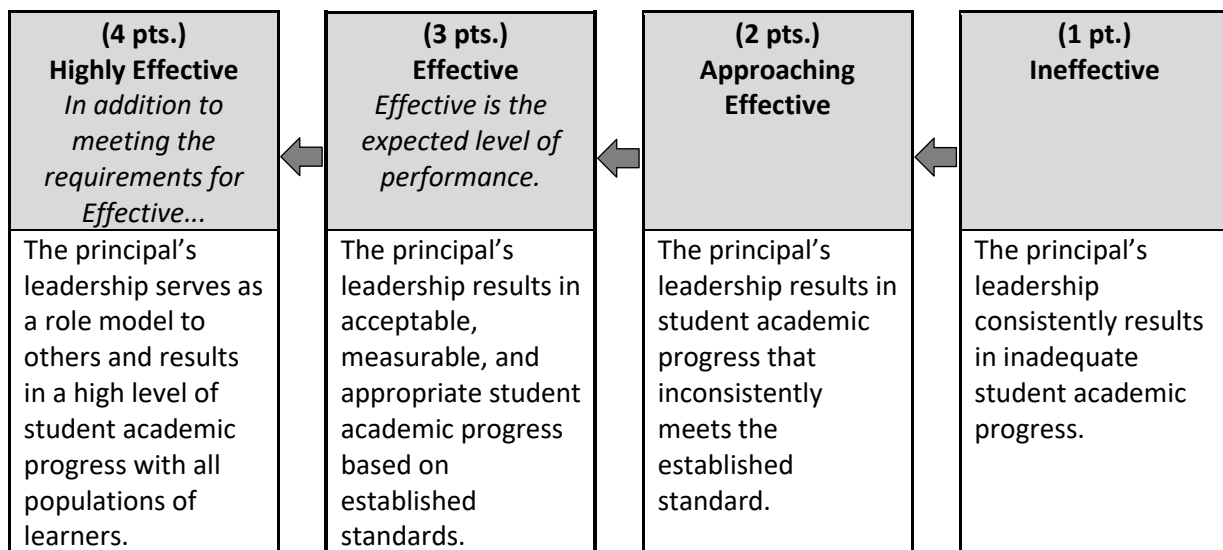 (4 pts.)
Highly Effective
In addition to
meeting the
requirements for
Effective...
The principal’s
leadership serves as
a role model to
others and results
in a high level of
student academic
progress with all
populations of
learners.
(3 pts.)
Effective
Effective is the
expected level of
performance.
The principal’s
leadership results in
acceptable,
measurable, and
appropriate student
academic progress
based on
established
standards.
(2 pts.)
Approaching
Effective
The principal’s
leadership results in
student academic
progress that
inconsistently
meets the
established
standard.
(1 pt.)
Ineffective
The principal’s
leadership
consistently results
in inadequate
student academic
progress.